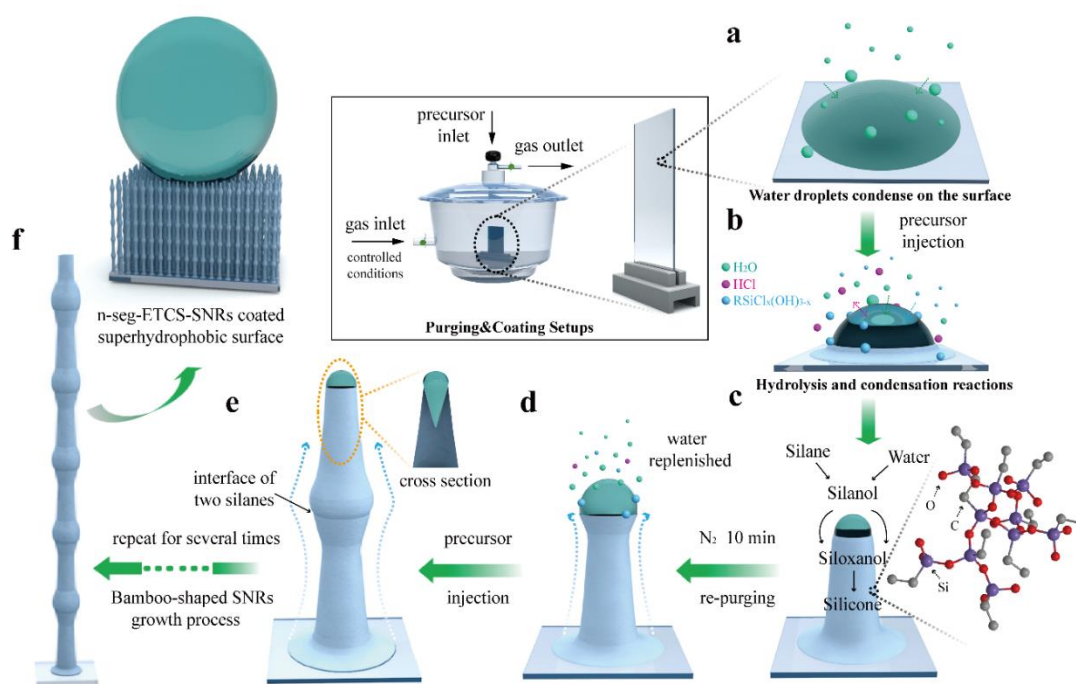 a
Water droplets condense on the surface
precursor
inlet
gas outlet
gas inlet
controlled
conditions
Purging&Coating Setups
b
precursor
injection
H2O
HCl
RSiClx(OH)3-x
Hydrolysis and condensation reactions
c
Silane
Water
Silanol
Siloxanol
Silicone
O
C
Si
N2 10 min
re-purging
d
water
replenished
precursor
injection
e
cross section
interface of
two silanes
repeat for several times
Bamboo-shaped SNRs
growth process
f
n-seg-ETCS-SNRs coated
superhydrophobic surface